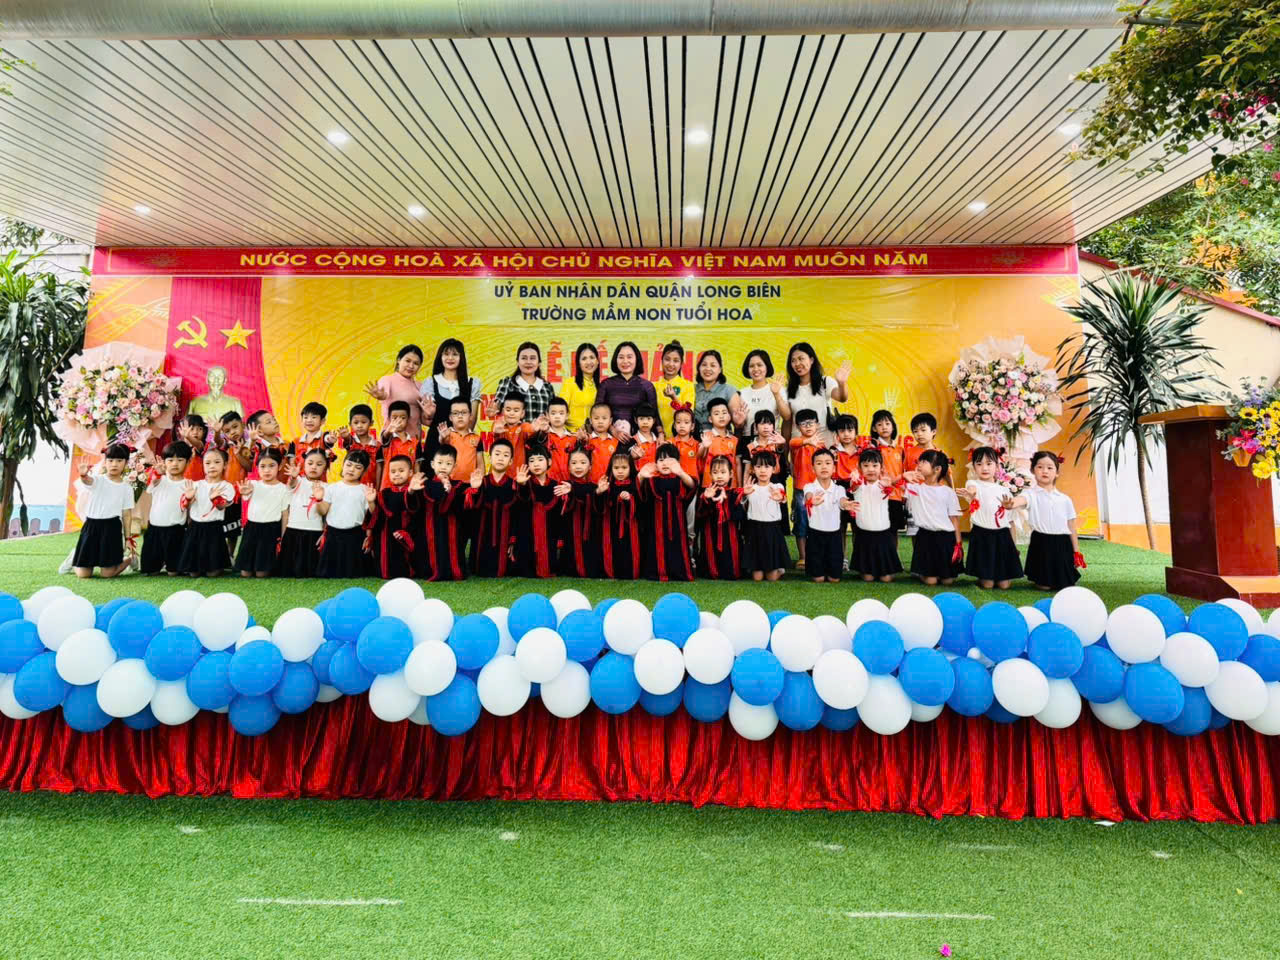 NƯỚC CỘNG HOÀ XÃ HỘI CHỦ NGHĨA VIỆT NAM MUÔN NĂM
UỶ BAN NHÂN DÂN QUẬN LONG BIÊN
TRƯỜNG MẦM NON TUỔI HOA